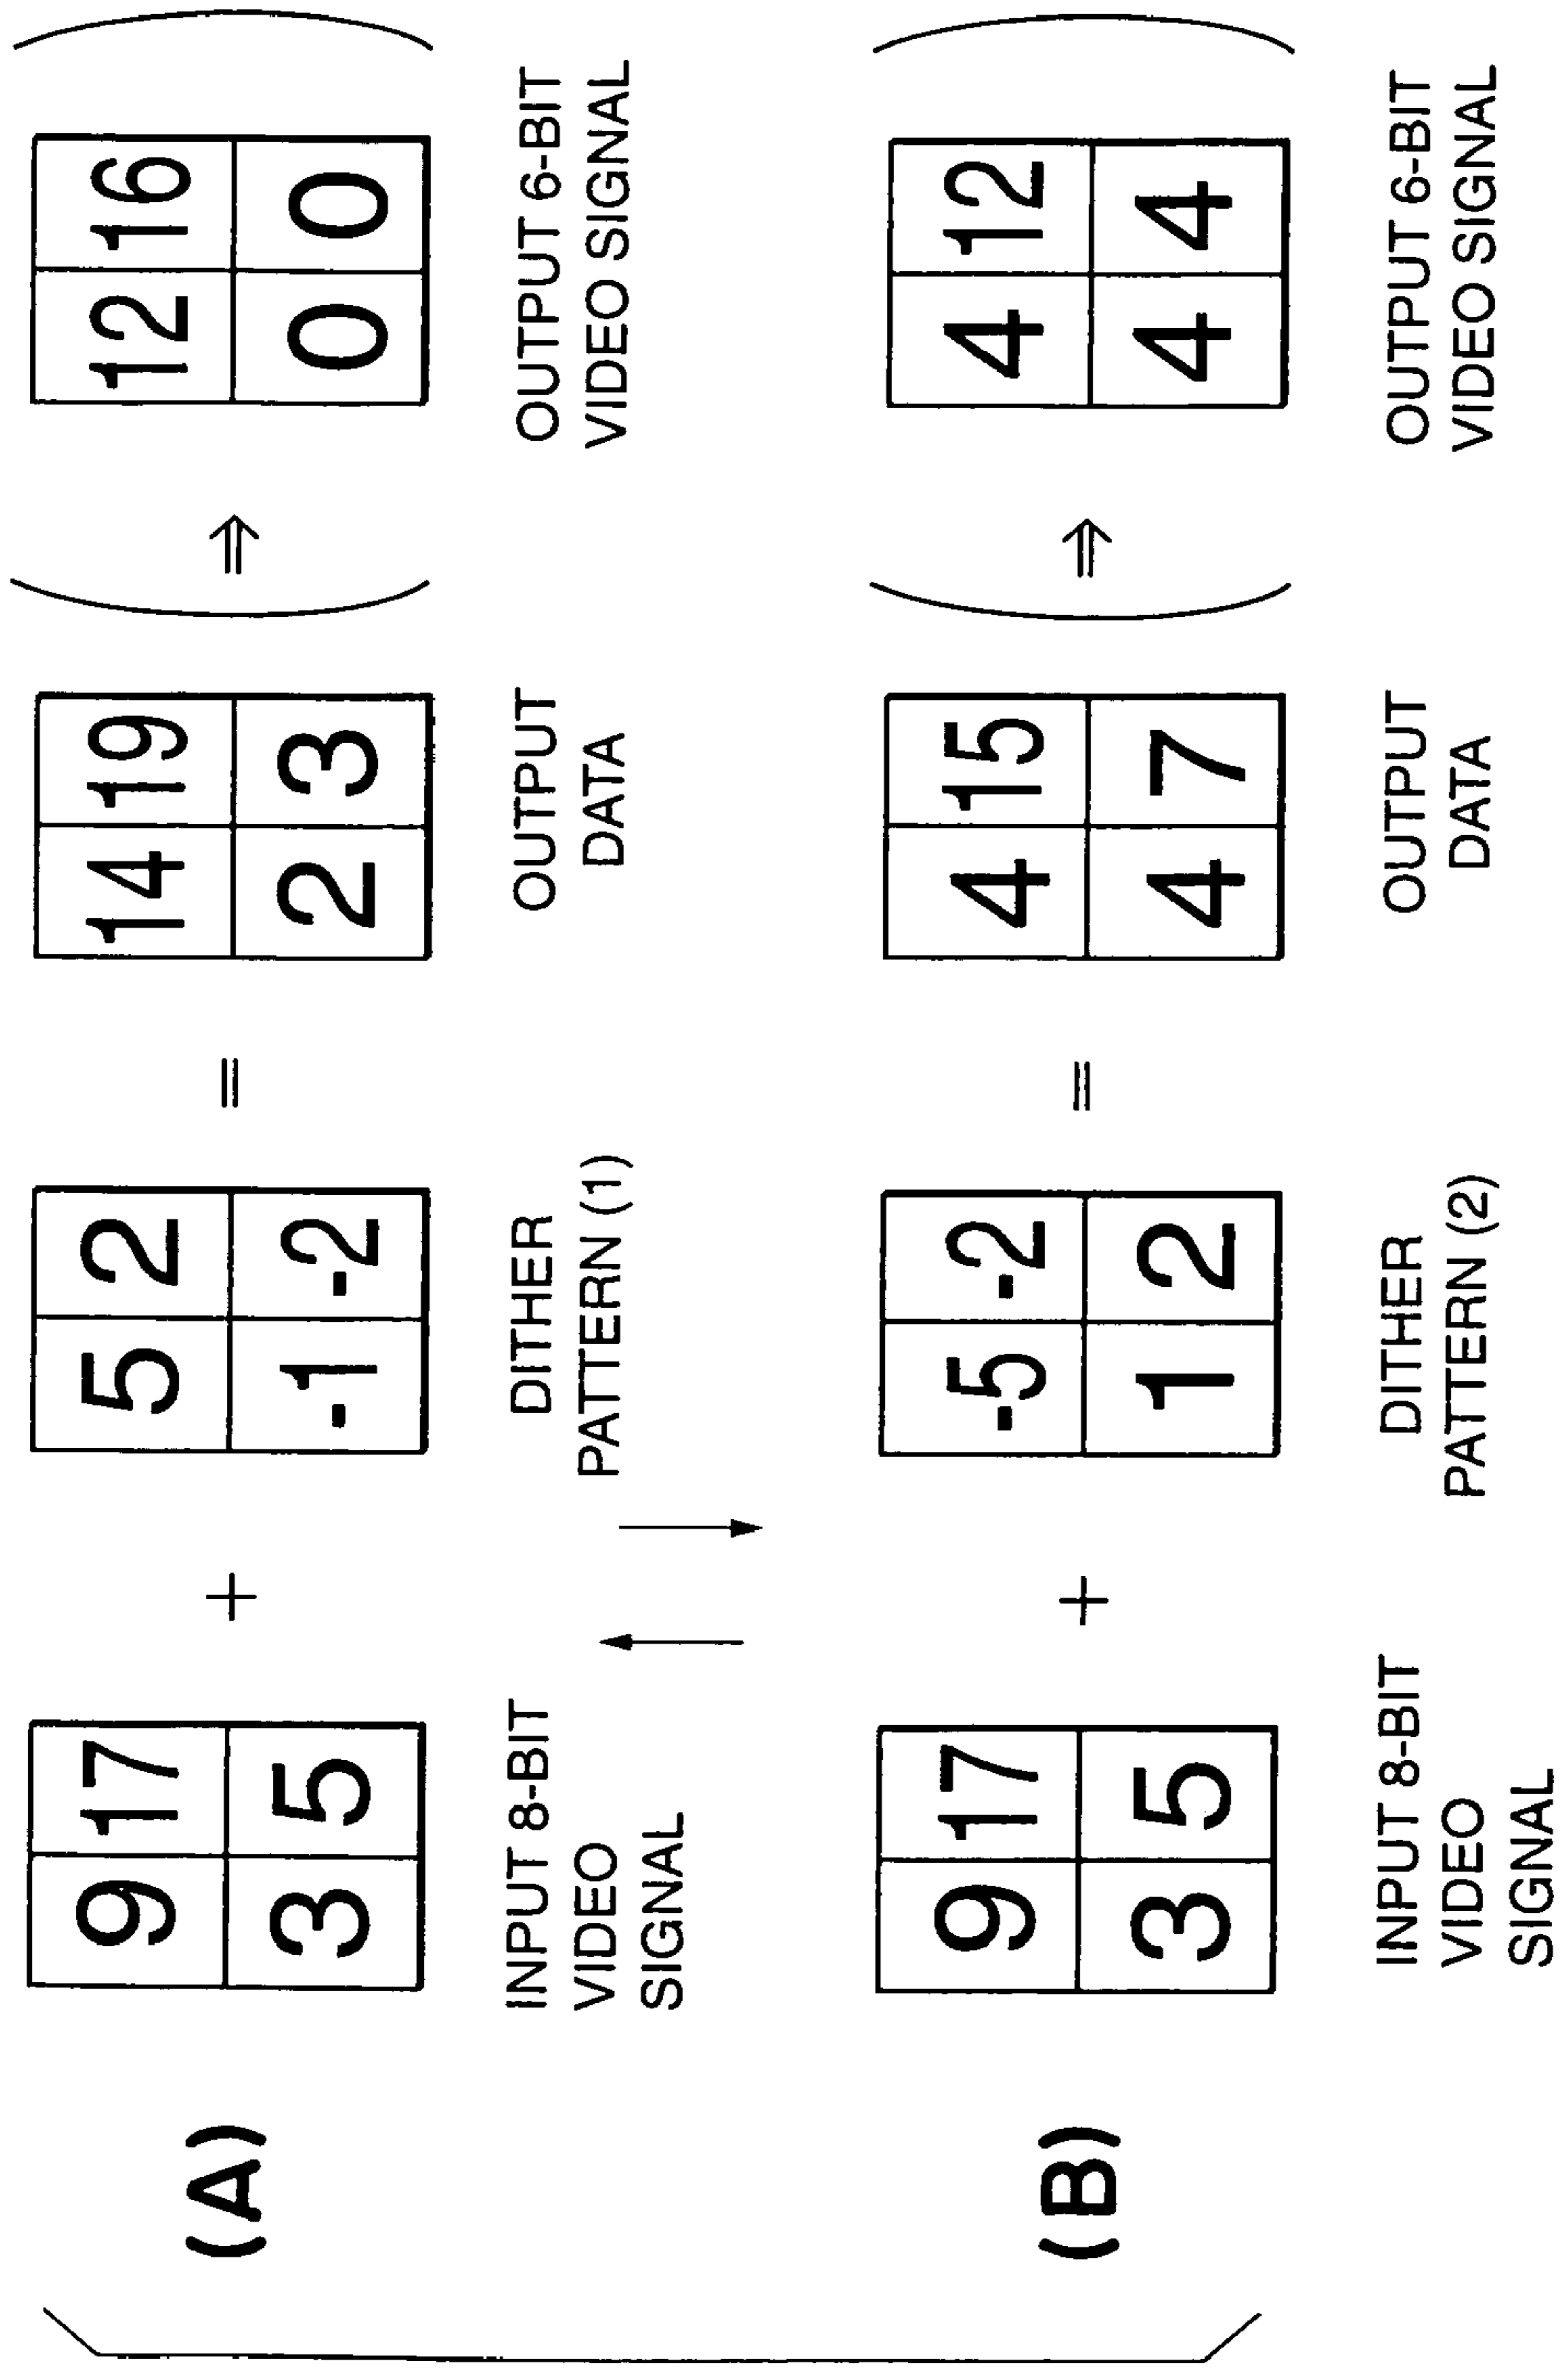 (A)
9 17 + 5 2 = 14 19 ( ⇒ 12 16 )
3 5 -1 -2 2 3 0 0
INPUT 8-BIT
VIDEO
SIGNAL
DITHER
PATTERN (1)
OUTPUT
DATA
OUTPUT 6-BIT
VIDEO SIGNAL
(B)
9 17 + -5 -2 = 4 15 ( ⇒ 4 12 )
3 5 1 2 4 7 4 4
INPUT 8-BIT
VIDEO
SIGNAL
DITHER
PATTERN (2)
OUTPUT
DATA
OUTPUT 6-BIT
VIDEO SIGNAL